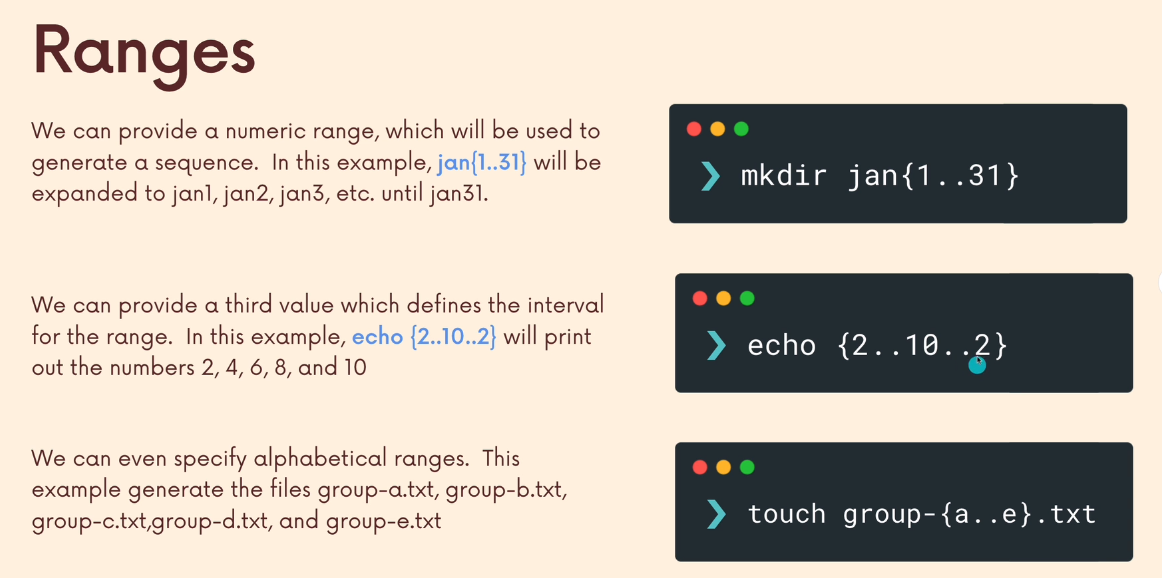 Ranges
We can provide a numeric range, which will be used to
generate a sequence.  In this example, jan{1..31} will be
expanded to jan1, jan2, jan3, etc. until jan31.
❯ mkdir jan{1..31}
We can provide a third value which defines the interval
for the range.  In this example, echo {2..10..2} will print
out the numbers 2, 4, 6, 8, and 10
❯ echo {2..10..2}
We can even specify alphabetical ranges.  This
example generate the files group-a.txt, group-b.txt,
group-c.txt,group-d.txt, and group-e.txt
❯ touch group-{a..e}.txt